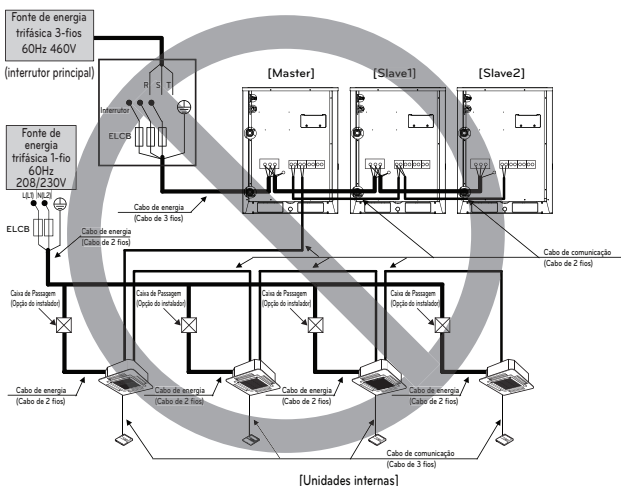 Fonte de energia
trifásica 3-fios
60Hz 460V
(interrutor principal)
R S T
Interrutor
ELCB
[Master]
[Slave1]
[Slave2]
Fonte de
energia
trifásica 1-fio
60Hz
208/230V
L(L1) N(L2)
ELCB
Cabo de energia
(Cabo de 3 fios)
Cabo de energia
(Cabo de 2 fios)
Cabo de comunicação
(Cabo de 2 fios)
Caixa de Passagem
(Opção do instalador)
Caixa de Passagem
(Opção do instalador)
Caixa de Passagem
(Opção do instalador)
Caixa de Passagem
(Opção do instalador)
Cabo de energia
(Cabo de 2 fios)
Cabo de energia
(Cabo de 2 fios)
Cabo de energia
(Cabo de 2 fios)
Cabo de energia
(Cabo de 2 fios)
Cabo de comunicação
(Cabo de 3 fios)
[Unidades internas]